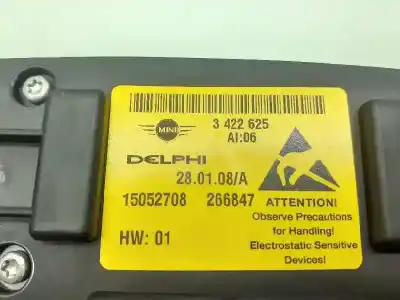 MINI
3 422 625
AI:06
DELPHI
28.01.08/A
15052708 266847
ATTENTION!
Observe Precautions
for Handling!
HW: 01
Electrostatic Sensitive
Devices!